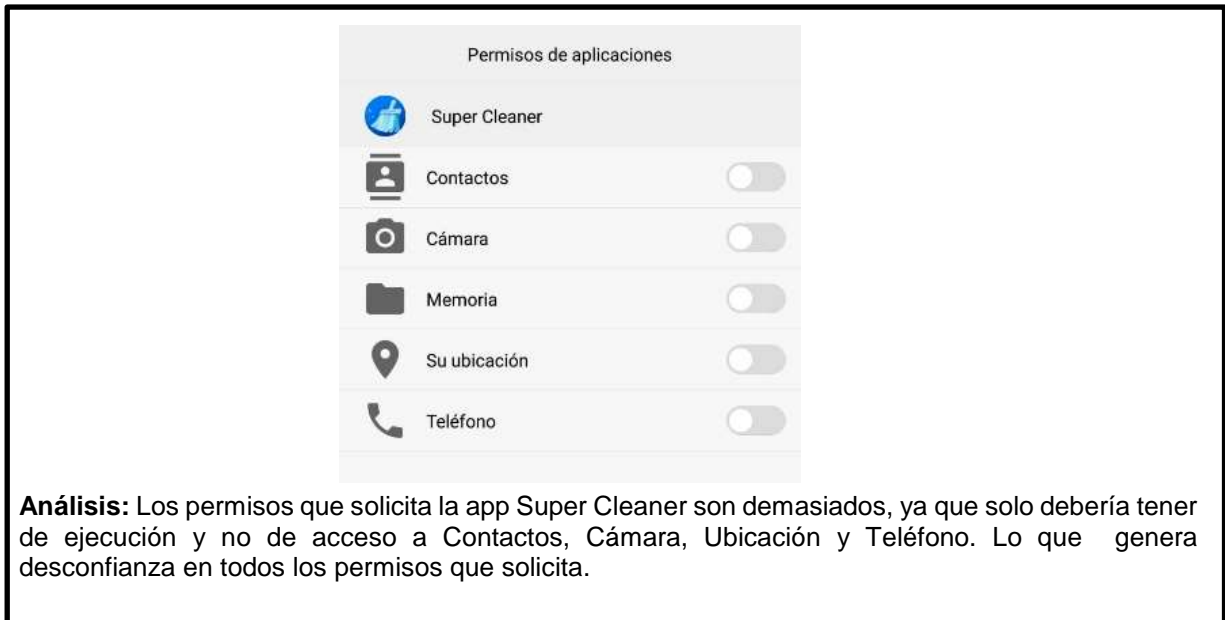 Permisos de aplicaciones
Super Cleaner
Contactos
Cámara
Memoria
Su ubicación
Teléfono
Análisis: Los permisos que solicita la app Super Cleaner son demasiados, ya que solo debería tener
de ejecución y no de acceso a Contactos, Cámara, Ubicación y Teléfono. Lo que genera
desconfianza en todos los permisos que solicita.